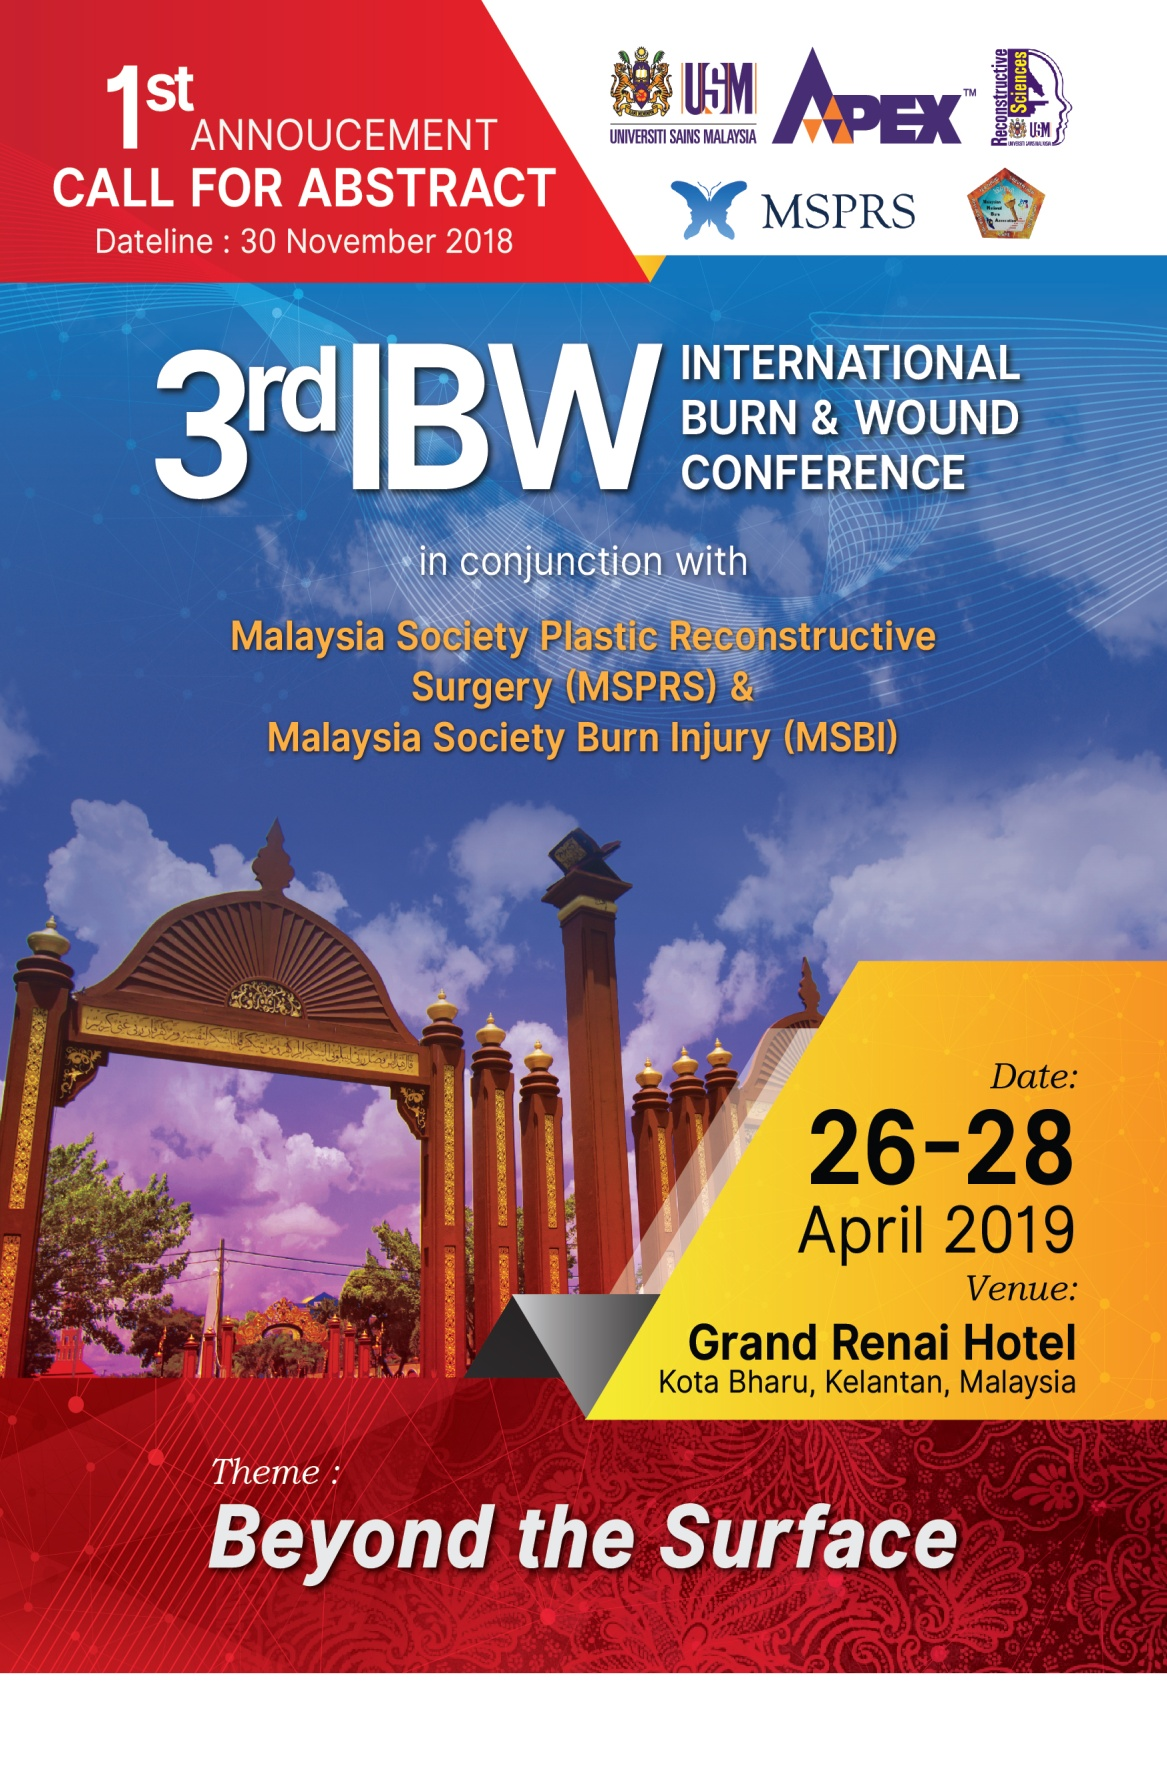 1st
ANNOUCEMENT
CALL FOR ABSTRACT
Dateline : 30 November 2018
USM
UNIVERSITI SAINS MALAYSIA
APEX™
Reconstructive
Sciences
USM
MSPRS
3rd IBW
INTERNATIONAL
BURN & WOUND
CONFERENCE
in conjunction with
Malaysia Society Plastic Reconstructive
Surgery (MSPRS) &
Malaysia Society Burn Injury (MSBI)
Date:
26-28
April 2019
Venue:
Grand Renai Hotel
Kota Bharu, Kelantan, Malaysia
Theme :
Beyond the Surface